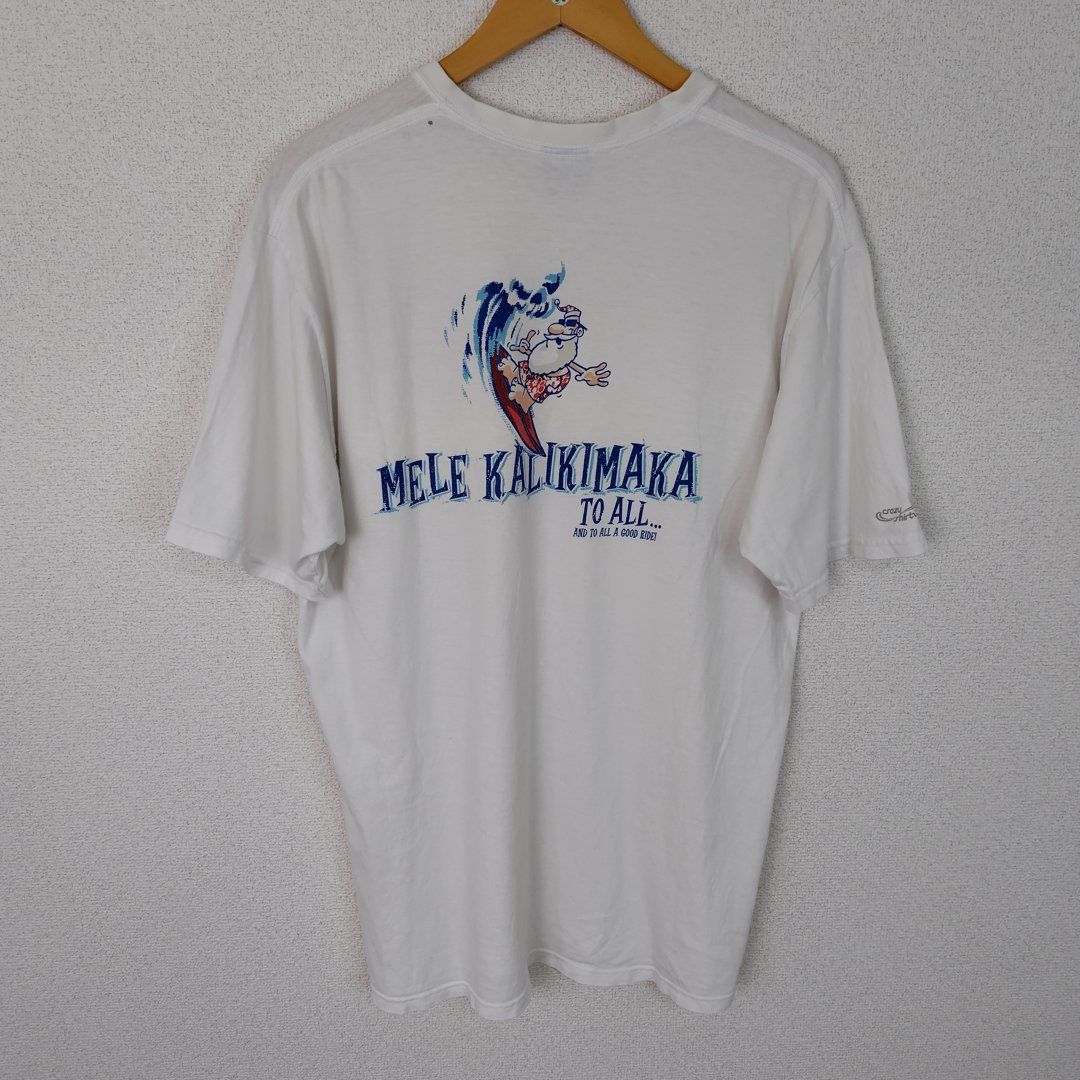 MELE KALIKIMAKA
TO ALL...
AND TO ALL A GOOD RIDE!
crazy
shirts